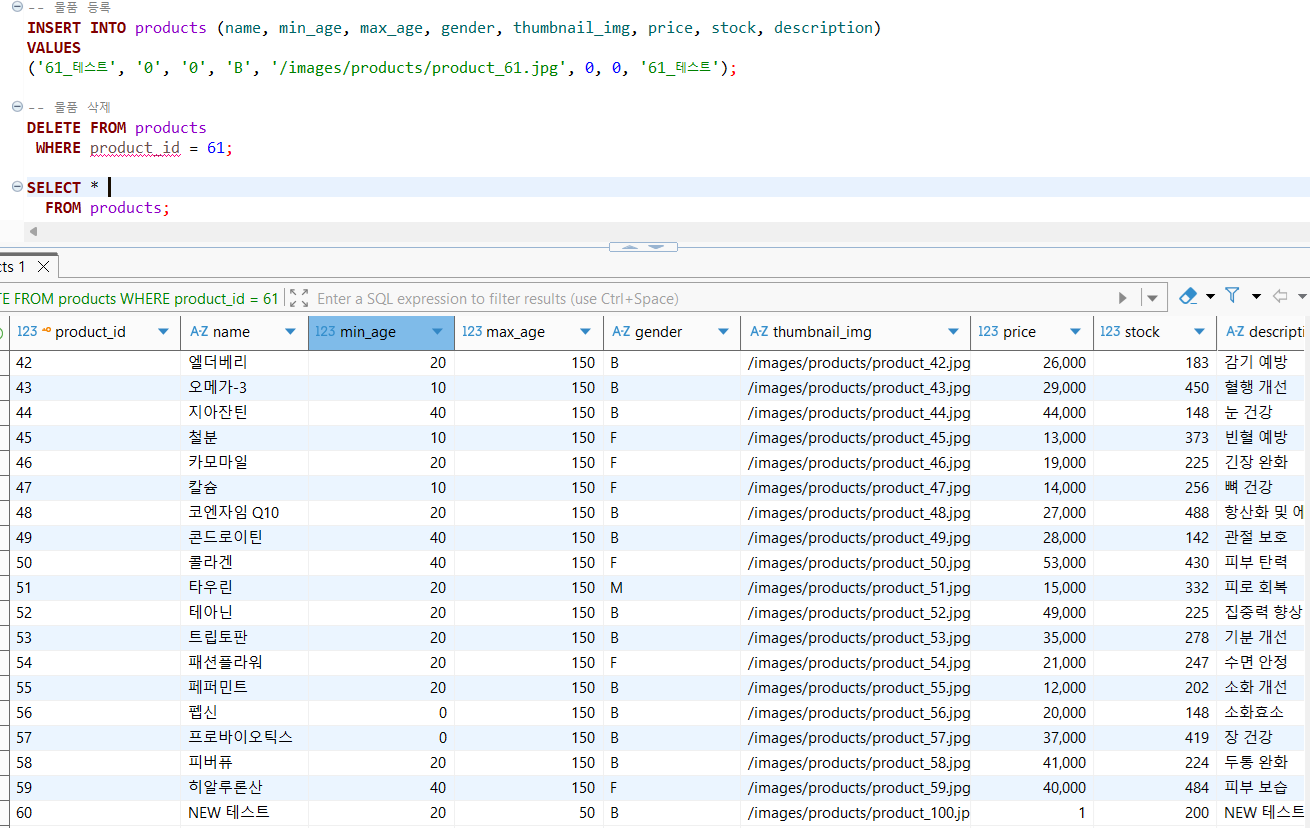 -- 물품 등록
INSERT INTO products (name, min_age, max_age, gender, thumbnail_img, price, stock, description)
VALUES
('61_테스트', '0', '0', 'B', '/images/products/product_61.jpg', 0, 0, '61_테스트');
-- 물품 삭제
DELETE FROM products
WHERE product_id = 61;
SELECT *
FROM products;
cts 1
TE FROM products WHERE product_id = 61 Enter a SQL expression to filter results (use Ctrl+Space)
123 product_id A-Z name 123 min_age 123 max_age A-Z gender A-Z thumbnail_img 123 price 123 stock A-Z descripti
42 엘더베리 20 150 B /images/products/product_42.jpg 26,000 183 감기 예방
43 오메가-3 10 150 B /images/products/product_43.jpg 29,000 450 혈행 개선
44 지아잔틴 40 150 B /images/products/product_44.jpg 44,000 148 눈 건강
45 철분 10 150 F /images/products/product_45.jpg 13,000 373 빈혈 예방
46 카모마일 20 150 F /images/products/product_46.jpg 19,000 225 긴장 완화
47 칼슘 10 150 F /images/products/product_47.jpg 14,000 256 뼈 건강
48 코엔자임 Q10 20 150 B /images/products/product_48.jpg 27,000 488 항산화 및 에
49 콘드로이틴 40 150 B /images/products/product_49.jpg 28,000 142 관절 보호
50 콜라겐 40 150 F /images/products/product_50.jpg 53,000 430 피부 탄력
51 타우린 20 150 M /images/products/product_51.jpg 15,000 332 피로 회복
52 테아닌 20 150 B /images/products/product_52.jpg 49,000 225 집중력 향상
53 트립토판 20 150 B /images/products/product_53.jpg 35,000 278 기분 개선
54 패션플라워 20 150 F /images/products/product_54.jpg 21,000 247 수면 안정
55 페퍼민트 20 150 B /images/products/product_55.jpg 12,000 202 소화 개선
56 펩신 0 150 B /images/products/product_56.jpg 20,000 148 소화효소
57 프로바이오틱스 0 150 B /images/products/product_57.jpg 37,000 419 장 건강
58 피버퓨 20 150 B /images/products/product_58.jpg 41,000 224 두통 완화
59 히알루론산 40 150 F /images/products/product_59.jpg 40,000 484 피부 보습
60 NEW 테스트 20 50 B /images/products/product_100.jp 1 200 NEW 테스트